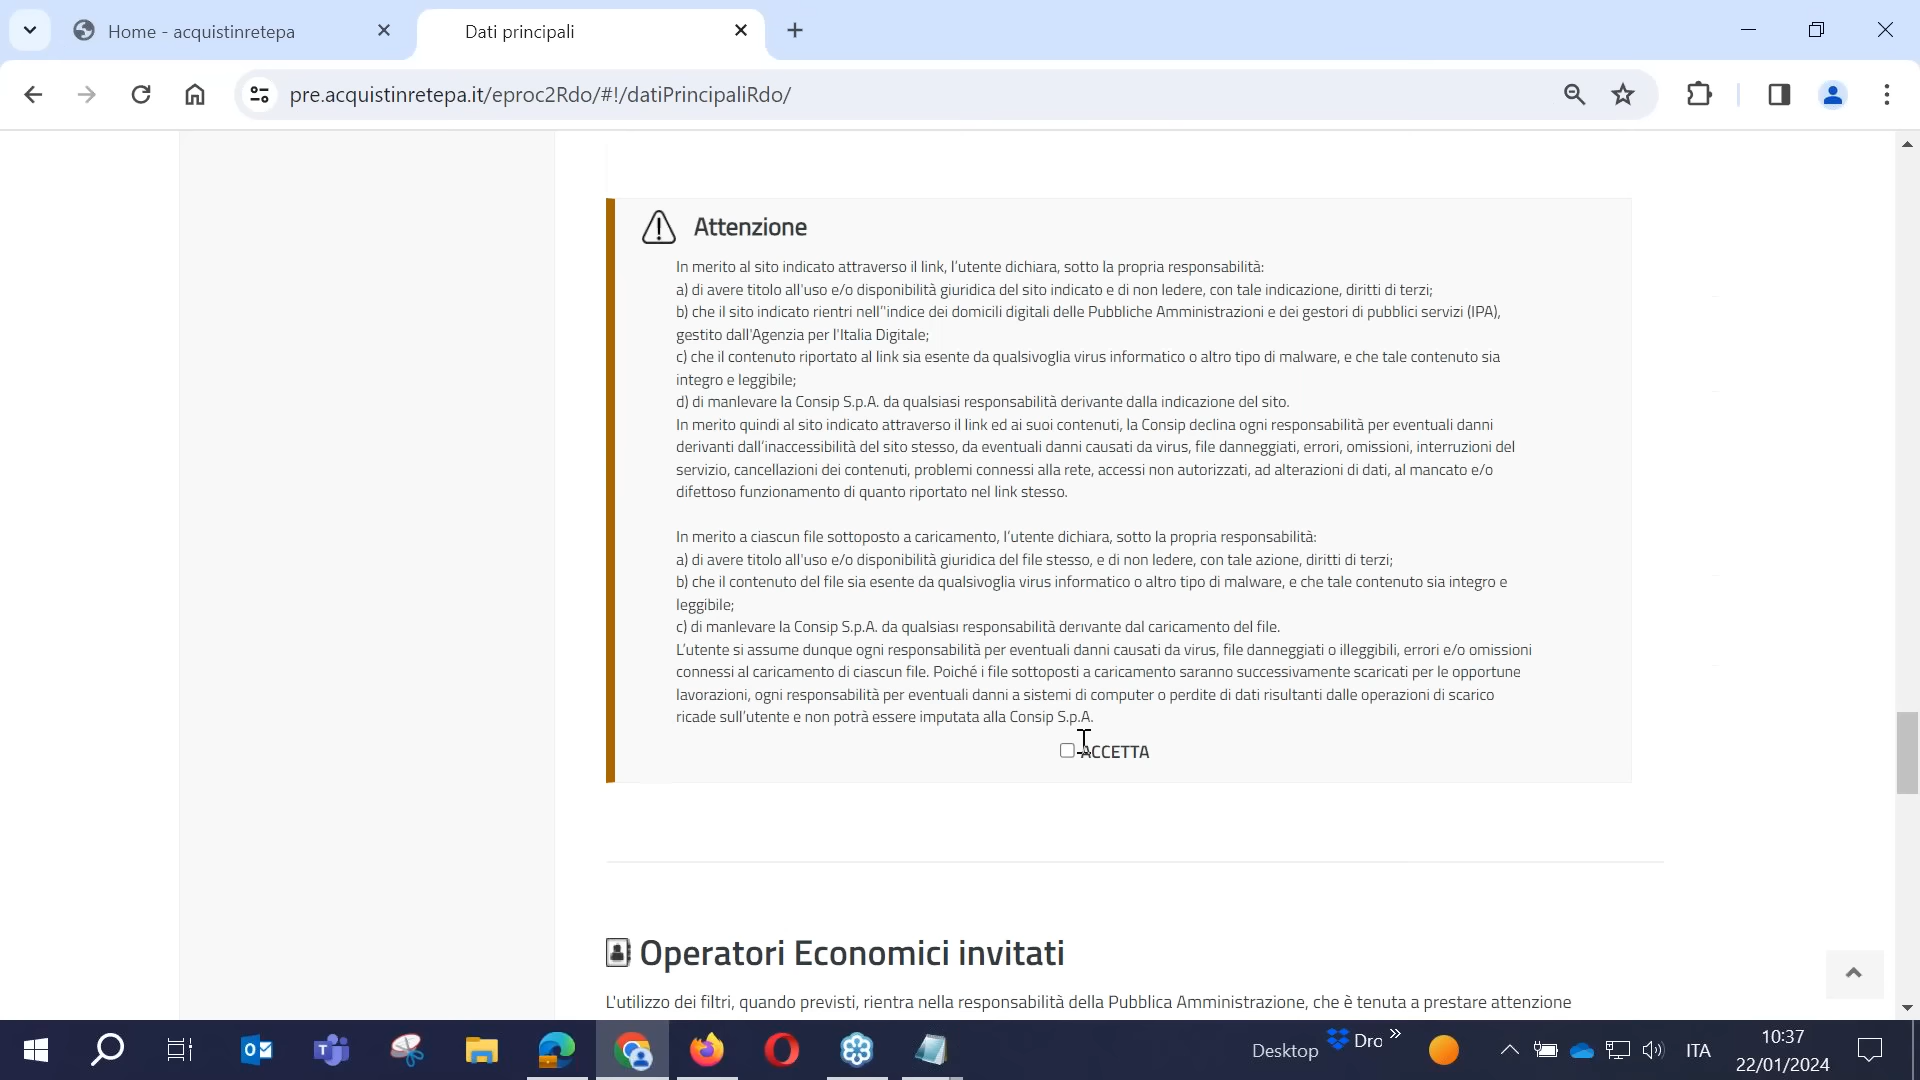 Home - acquistinretepa
Dati principali
pre.acquistinretepa.it/eproc2Rdo/#!/datiPrincipaliRdo/
Attenzione
In merito al sito indicato attraverso il link, l'utente dichiara, sotto la propria responsabilità:
a) di avere titolo all'uso e/o disponibilità giuridica del sito indicato e di non ledere, con tale indicazione, diritti di terzi;
b) che il sito indicato rientri nell''indice dei domicili digitali delle Pubbliche Amministrazioni e dei gestori di pubblici servizi (IPA),
gestito dall'Agenzia per l'Italia Digitale;
c) che il contenuto riportato al link sia esente da qualsivoglia virus informatico o altro tipo di malware, e che tale contenuto sia
integro e leggibile;
d) di manlevare la Consip S.p.A. da qualsiasi responsabilità derivante dalla indicazione del sito.
In merito quindi al sito indicato attraverso il link ed ai suoi contenuti, la Consip declina ogni responsabilità per eventuali danni
derivanti dall'inaccessibilità del sito stesso, da eventuali danni causati da virus, file danneggiati, errori, omissioni, interruzioni del
servizio, cancellazioni dei contenuti, problemi connessi alla rete, accessi non autorizzati, ad alterazioni di dati, al mancato e/o
difettoso funzionamento di quanto riportato nel link stesso.
In merito a ciascun file sottoposto a caricamento, l'utente dichiara, sotto la propria responsabilità:
a) di avere titolo all'uso e/o disponibilità giuridica del file stesso, e di non ledere, con tale azione, diritti di terzi;
b) che il contenuto del file sia esente da qualsivoglia virus informatico o altro tipo di malware, e che tale contenuto sia integro e
leggibile;
c) di manlevare la Consip S.p.A. da qualsiasi responsabilità derivante dal caricamento del file.
L'utente si assume dunque ogni responsabilità per eventuali danni causati da virus, file danneggiati o illeggibili, errori e/o omissioni
connessi al caricamento di ciascun file. Poiché i file sottoposti a caricamento saranno successivamente scaricati per le opportune
lavorazioni, ogni responsabilità per eventuali danni a sistemi di computer o perdite di dati risultanti dalle operazioni di scarico
ricade sull'utente e non potrà essere imputata alla Consip S.p.A.
ACCETTA
Operatori Economici invitati
L'utilizzo dei filtri, quando previsti, rientra nella responsabilità della Pubblica Amministrazione, che è tenuta a prestare attenzione
Desktop
Dro
ITA
10:37
22/01/2024